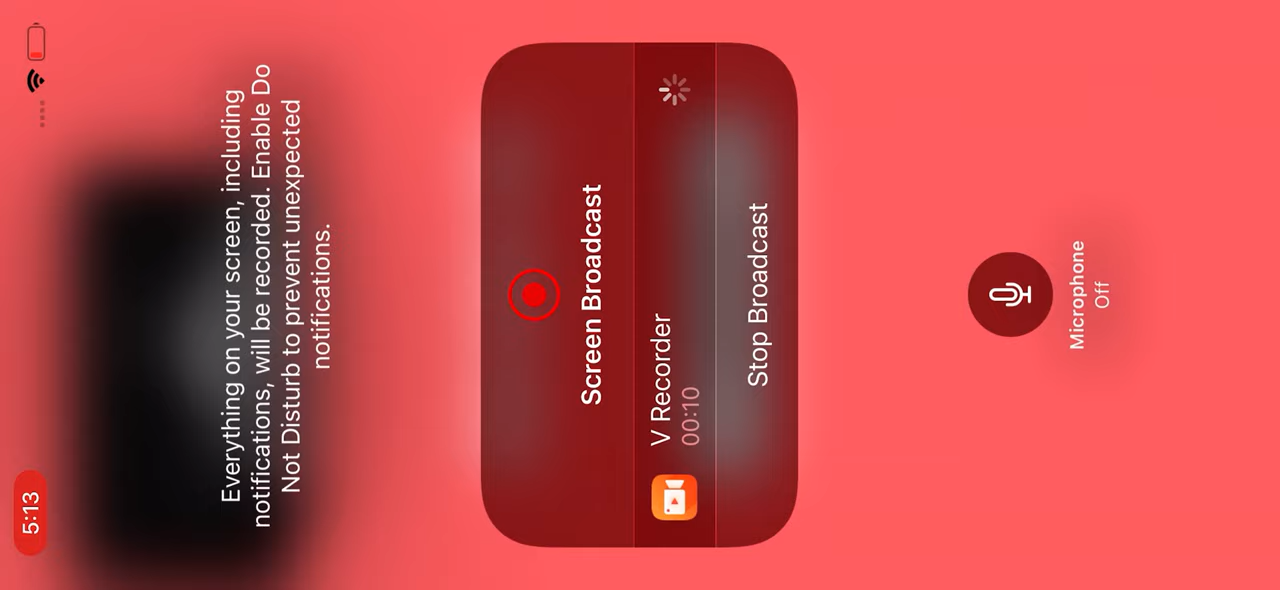 5:13
Everything on your screen, including
notifications, will be recorded. Enable Do
Not Disturb to prevent unexpected
notifications.
Screen Broadcast
V Recorder
00:10
Stop Broadcast
Microphone
Off